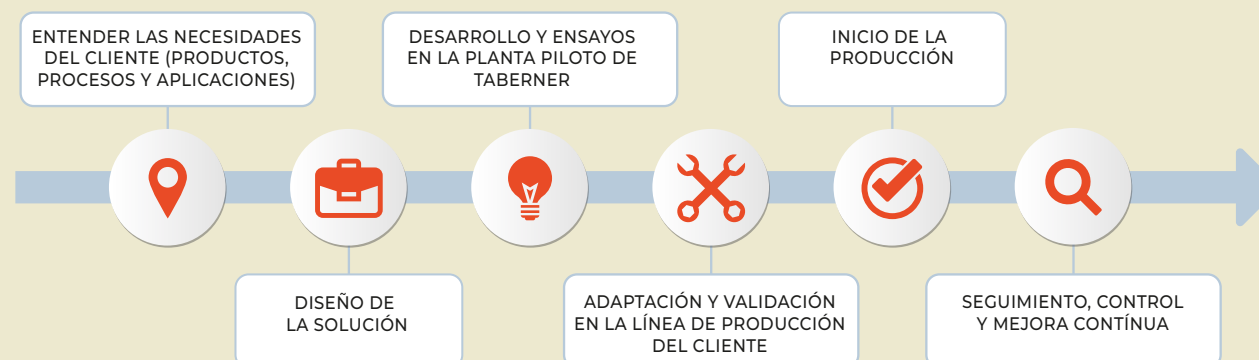 ENTENDER LAS NECESIDADES
DEL CLIENTE (PRODUCTOS,
PROCESOS Y APLICACIONES)
DISEÑO DE
LA SOLUCIÓN
DESARROLLO Y ENSAYOS
EN LA PLANTA PILOTO DE
TABERNER
ADAPTACIÓN Y VALIDACIÓN
EN LA LÍNEA DE PRODUCCIÓN
DEL CLIENTE
INICIO DE LA
PRODUCCIÓN
SEGUIMIENTO, CONTROL
Y MEJORA CONTÍNUA